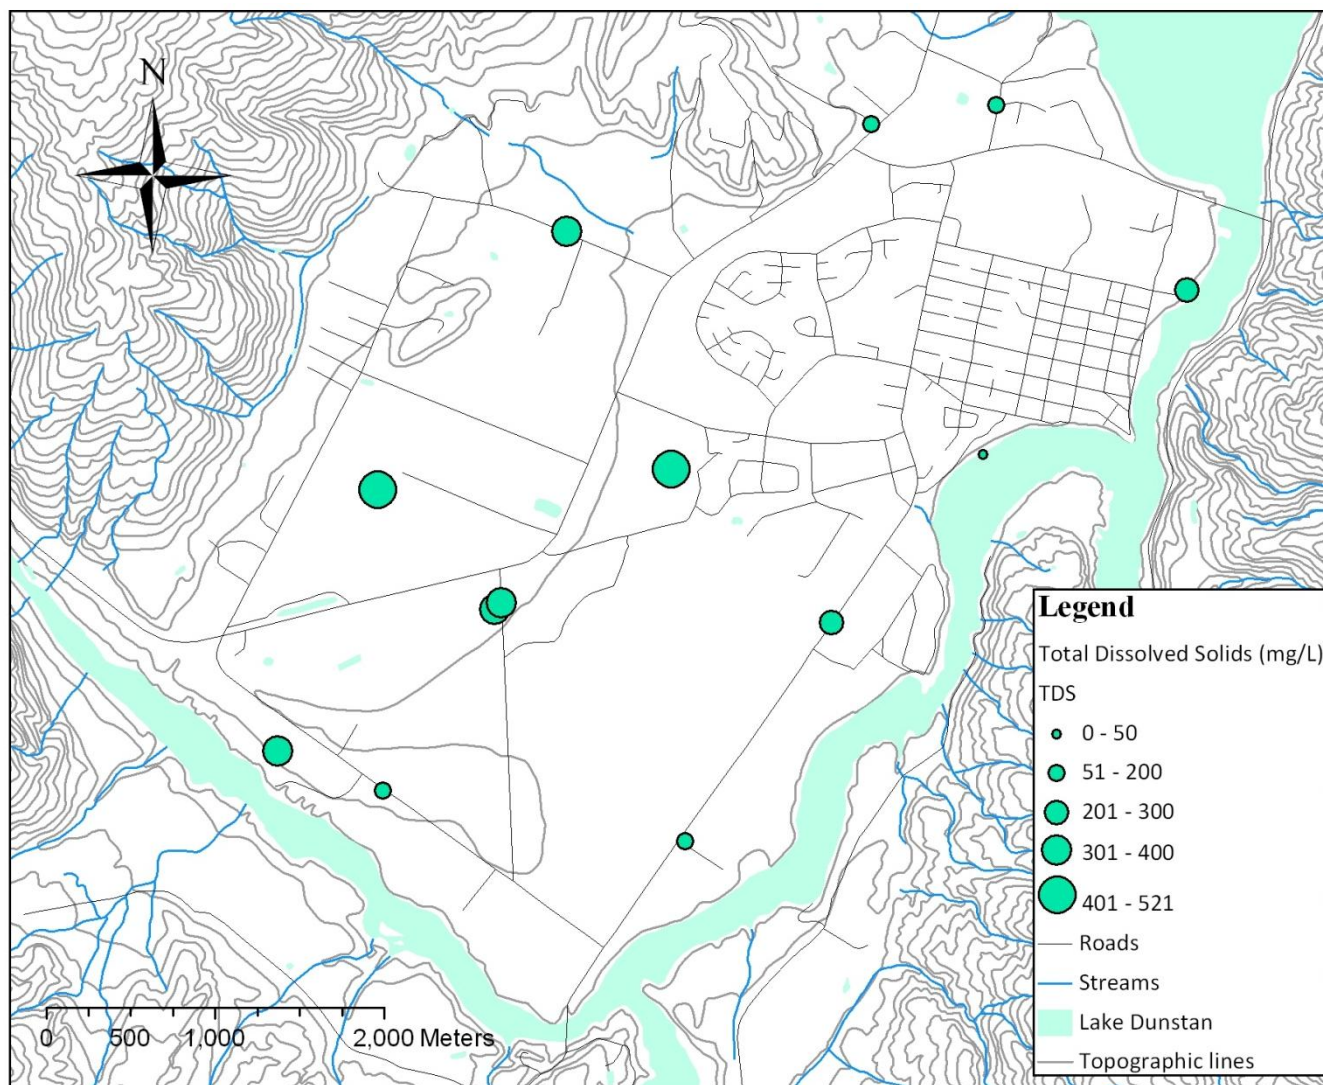 N
Legend
Total Dissolved Solids (mg/L)
TDS
0 - 50
51 - 200
201 - 300
301 - 400
401 - 521
Roads
Streams
Lake Dunstan
Topographic lines
0 500 1,000 2,000 Meters